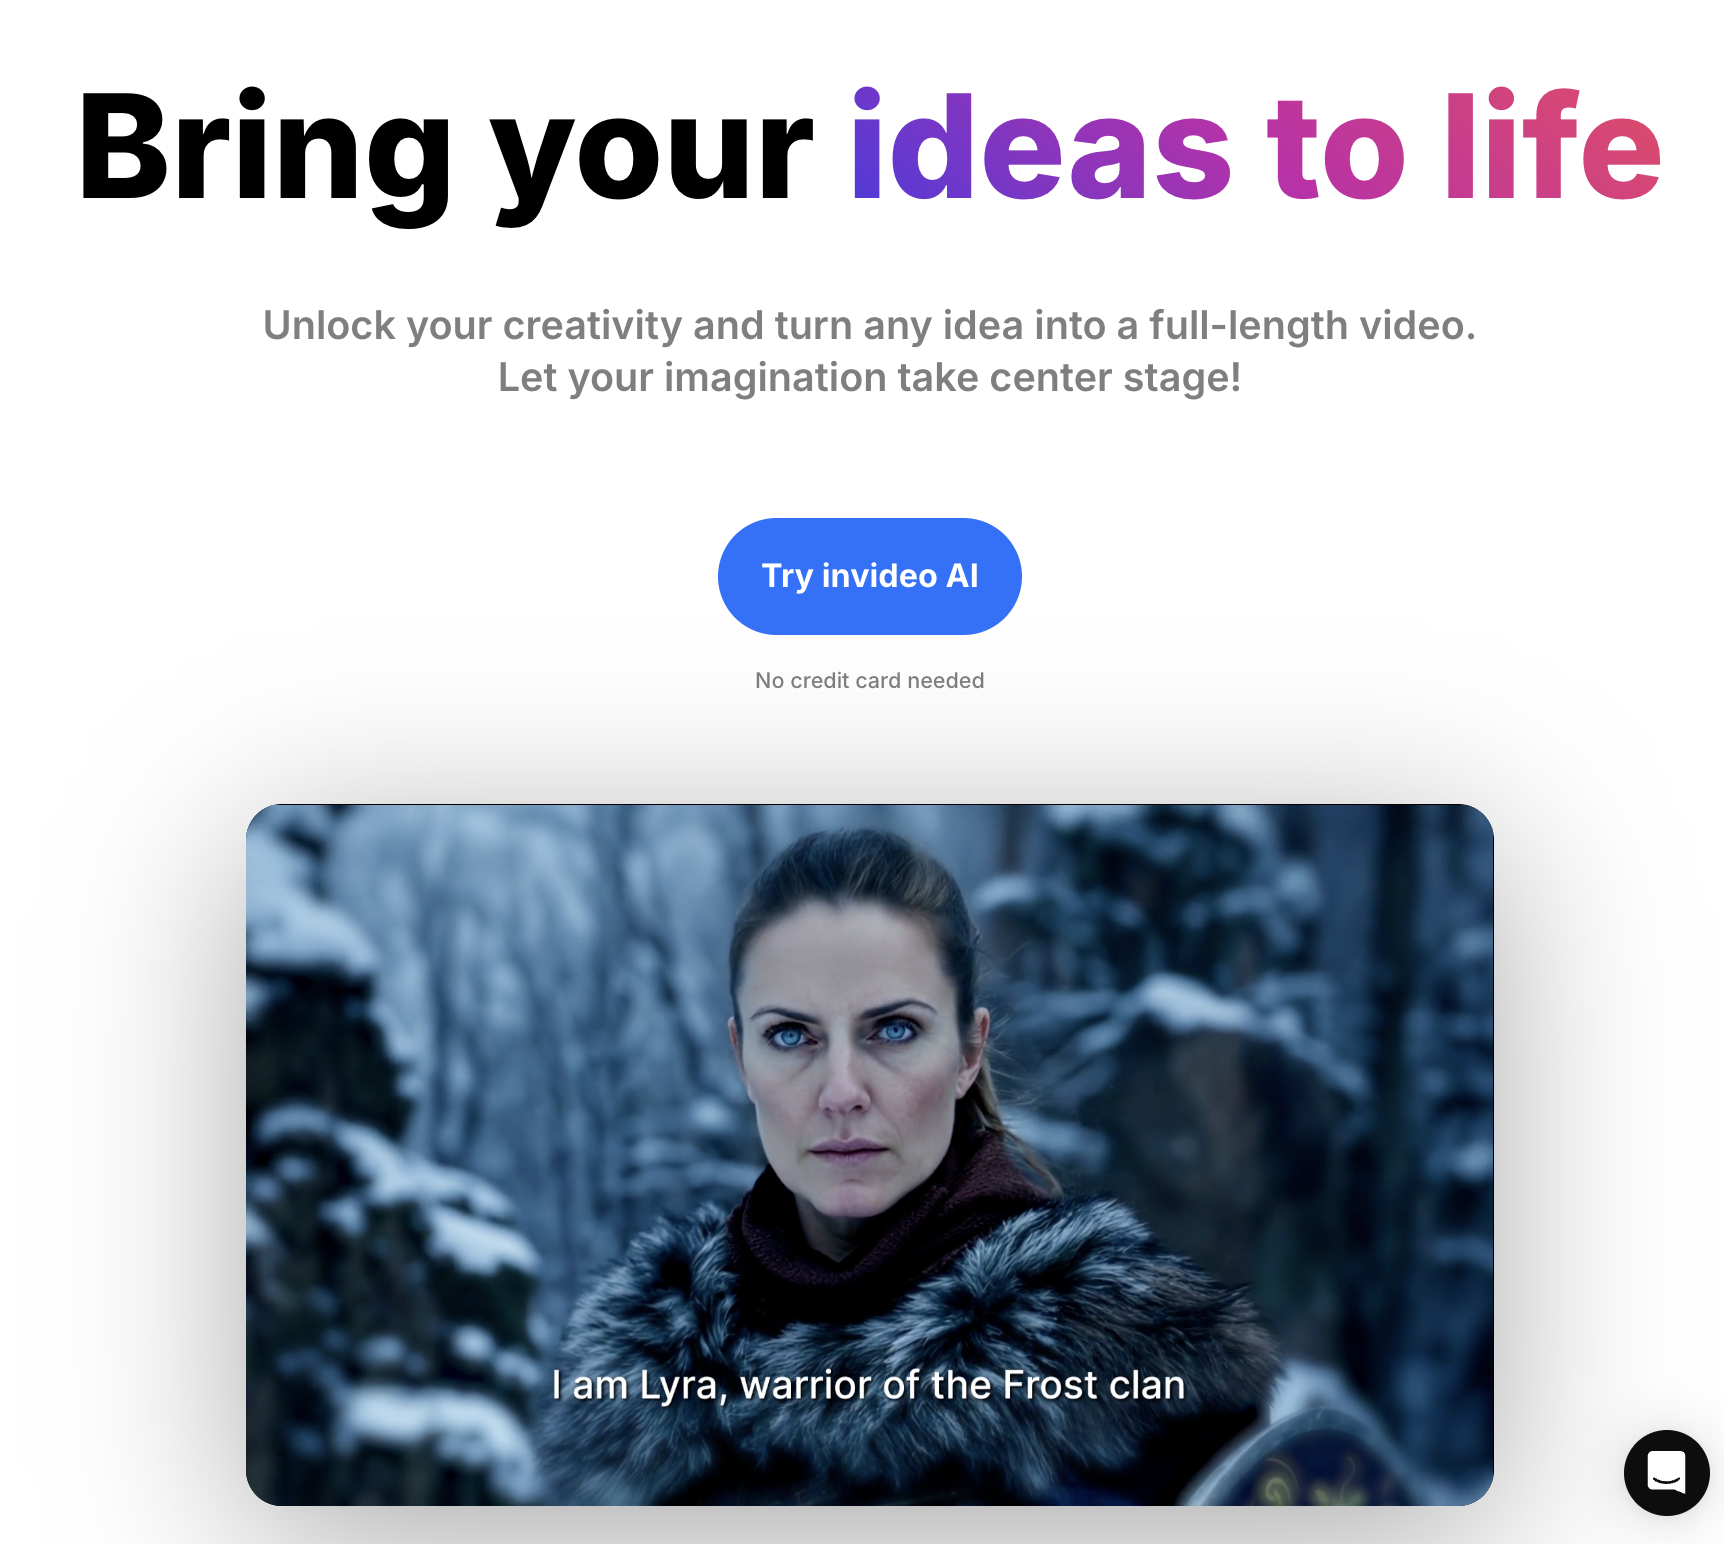 Bring your ideas to life
Unlock your creativity and turn any idea into a full-length video.
Let your imagination take center stage!
Try invideo AI
No credit card needed
I am Lyra, warrior of the Frost clan